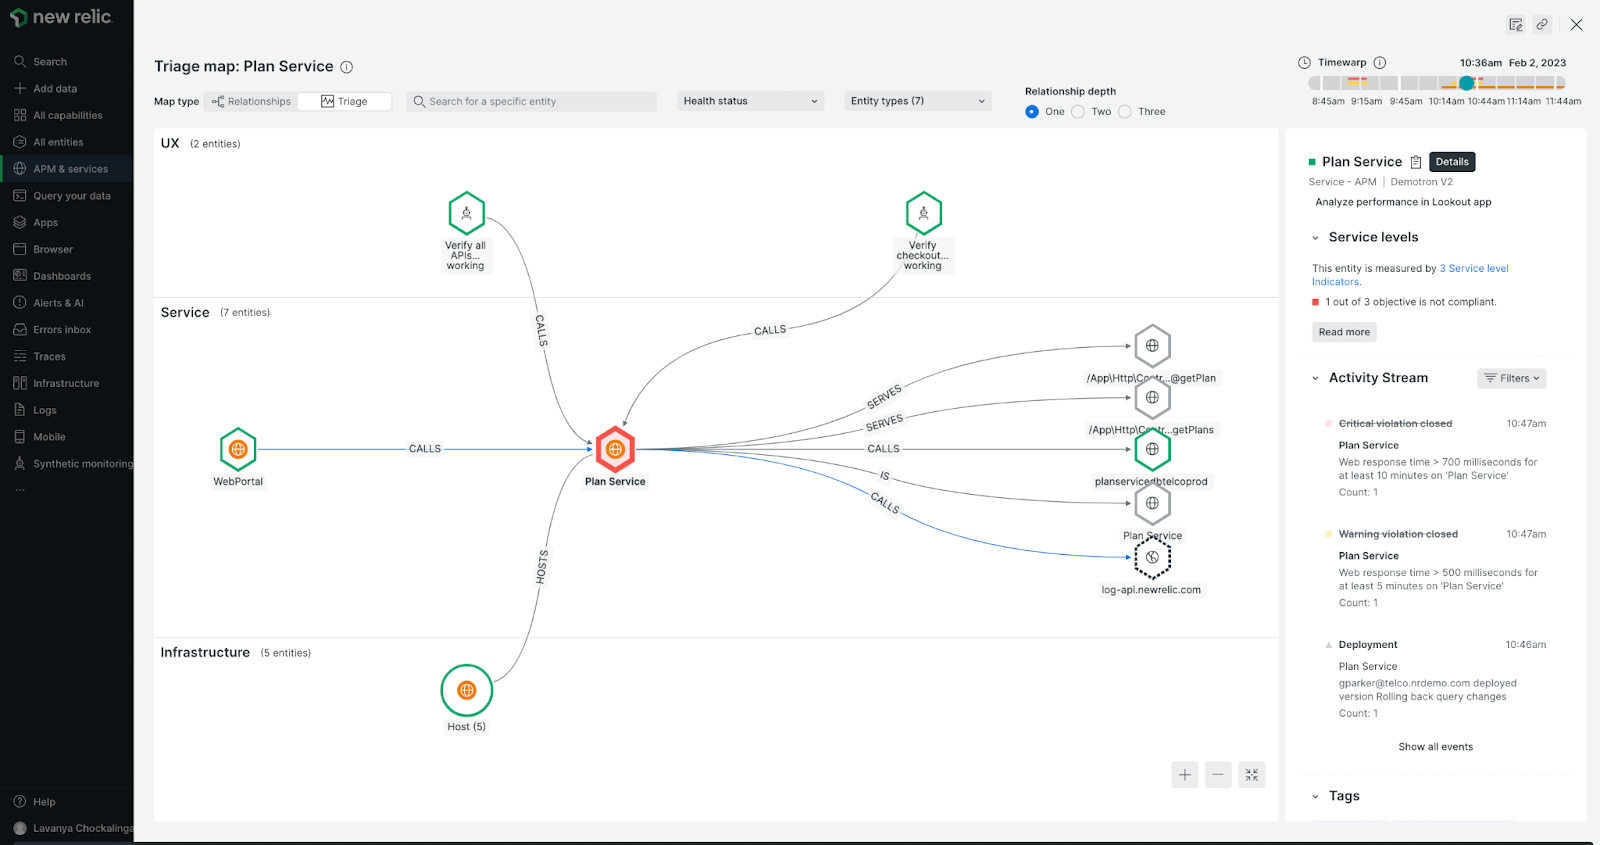 new relic.
Search
Add data
All capabilities
All entities
APM & services
Query your data
Apps
Browser
Dashboards
Alerts & AI
Errors inbox
Traces
Infrastructure
Logs
Mobile
Synthetic monitoring
...
Help
Lavanya Chockalinga
Triage map: Plan Service
Map type
Relationships
Triage
Search for a specific entity
Health status
Entity types (7)
Relationship depth
One
Two
Three
Timewarp
10:36am Feb 2, 2023
8:45am 9:15am 9:45am 10:14am 10:44am 11:14am 11:44am
UX (2 entities)
Verify all
APIs...
working
Verify
checkout...
working
Service (7 entities)
CALLS
CALLS
WebPortal
CALLS
Plan Service
SERVES
SERVES
CALLS
IS
CALLS
/App\Http\Contr...@getPlan
/App\Http\Contr...getPlans
planservicedbtelcoprod
Plan Service
log-api.newrelic.com
HOSTS
Infrastructure (5 entities)
Host (5)
Plan Service
Details
Service - APM | Demotron V2
Analyze performance in Lookout app
Service levels
This entity is measured by 3 Service level
Indicators.
1 out of 3 objective is not compliant.
Read more
Activity Stream
Filters
Critical violation closed 10:47am
Plan Service
Web response time > 700 milliseconds for
at least 10 minutes on 'Plan Service'
Count: 1
Warning violation closed 10:47am
Plan Service
Web response time > 500 milliseconds for
at least 5 minutes on 'Plan Service'
Count: 1
Deployment 10:46am
Plan Service
gparker@telco.nrdemo.com deployed
version Rolling back query changes
Count: 1
Show all events
Tags